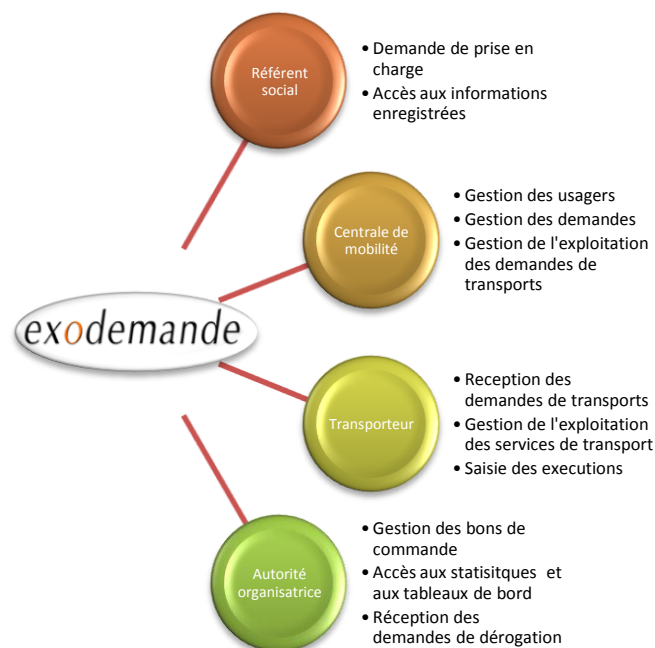 Référent
social
• Demande de prise en
charge
• Accès aux informations
enregistrées
Centrale de
mobilité
• Gestion des usagers
• Gestion des demandes
• Gestion de l'exploitation
des demandes de
transports
exodemande
Transporteur
• Reception des
demandes de transports
• Gestion de l'exploitation
des services de transport
• Saisie des executions
Autorité
organisatrice
• Gestion des bons de
commande
• Accès aux statisitques et
aux tableaux de bord
• Réception des
demandes de dérogation